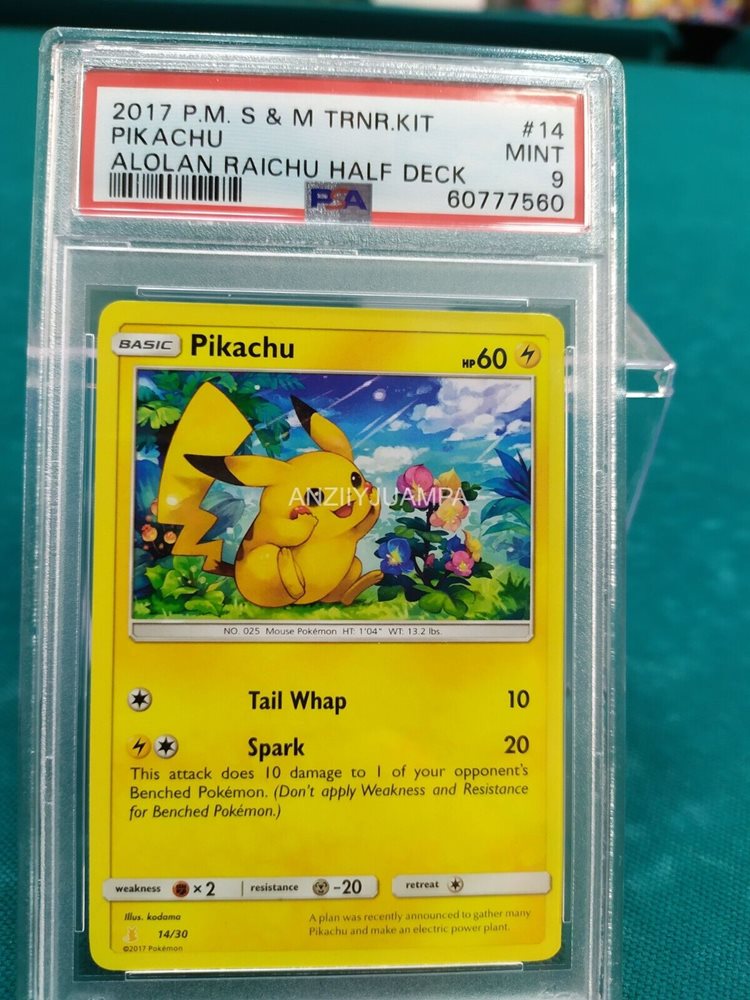 2017 P.M. S & M TRNR.KIT #14
PIKACHU MINT
ALOLAN RAICHU HALF DECK 9
PSA 60777560
BASIC Pikachu HP60
ANZIIYJUAMPA
NO. 025 Mouse Pokémon HT: 1'04" WT: 13.2 lbs.
Tail Whap 10
Spark 20
This attack does 10 damage to 1 of your opponent's
Benched Pokémon. (Don't apply Weakness and Resistance
for Benched Pokémon.)
weakness ×2 resistance -20 retreat
Illus. kodama
14/30
©2017 Pokémon
A plan was recently announced to gather many
Pikachu and make an electric power plant.